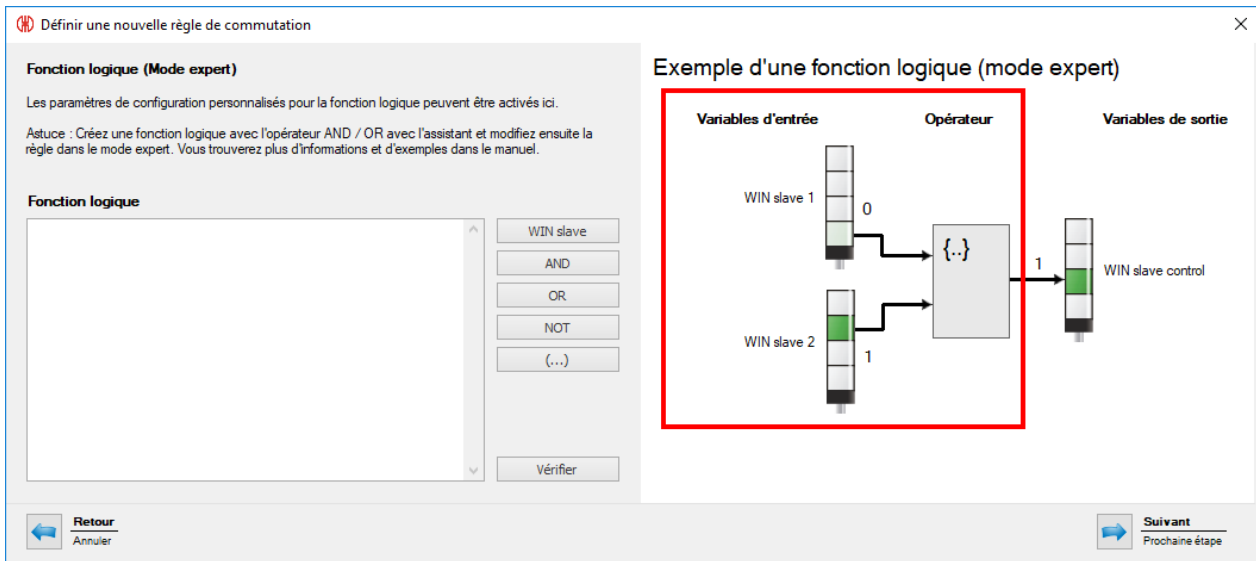 Définir une nouvelle règle de commutation
Fonction logique (Mode expert)
Les paramètres de configuration personnalisés pour la fonction logique peuvent être activés ici.
Astuce : Créez une fonction logique avec l'opérateur AND / OR avec l'assistant et modifiez ensuite la
règle dans le mode expert. Vous trouverez plus d'informations et d'exemples dans le manuel.
Fonction logique
WIN slave
AND
OR
NOT
(...)
Vérifier
Exemple d'une fonction logique (mode expert)
Variables d'entrée
Opérateur
Variables de sortie
WIN slave 1
0
{..}
1
WIN slave control
WIN slave 2
1
Retour
Annuler
Suivant
Prochaine étape